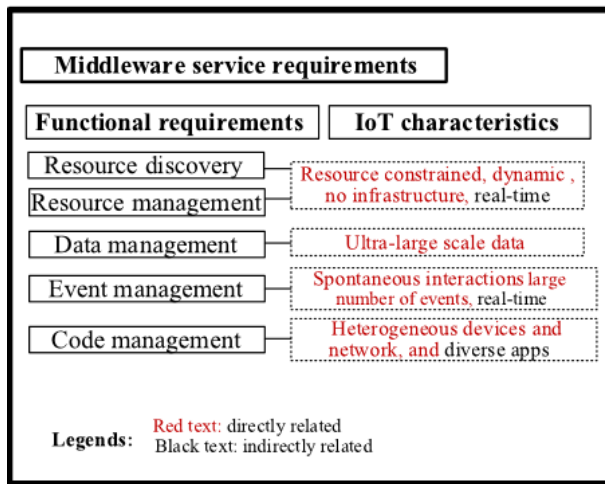 Middleware service requirements
Functional requirements
IoT characteristics
Resource discovery
Resource management
Resource constrained, dynamic ,
no infrastructure, real-time
Data management
Ultra-large scale data
Event management
Spontaneous interactions large
number of events, real-time
Code management
Heterogeneous devices and
network, and diverse apps
Legends:
Red text: directly related
Black text: indirectly related